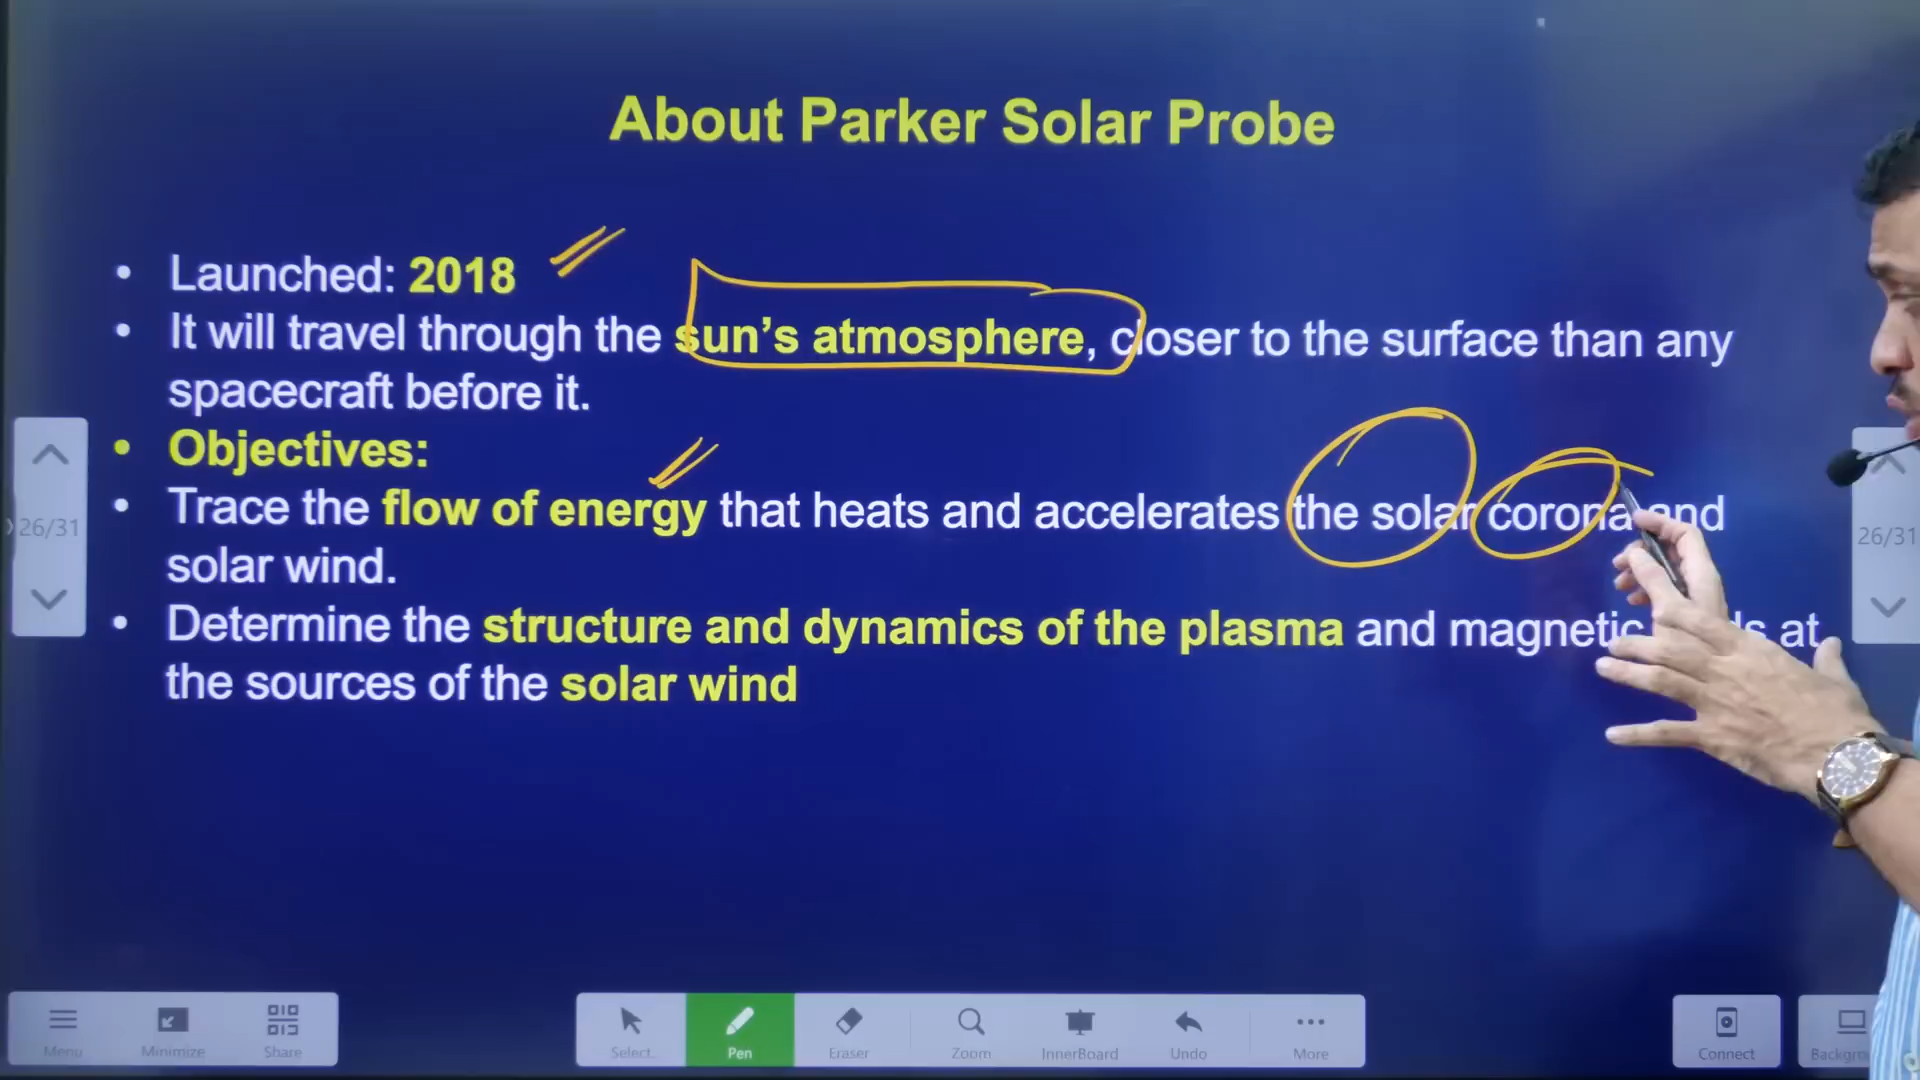 About Parker Solar Probe
• Launched: 2018
• It will travel through the sun’s atmosphere, closer to the surface than any
spacecraft before it.
• Objectives:
• Trace the flow of energy that heats and accelerates the solar corona and
solar wind.
• Determine the structure and dynamics of the plasma and magnetic at
the sources of the solar wind
26/31
26/31
Menu Minimize Share Select Pen Eraser Zoom InnerBoard Undo More Connect